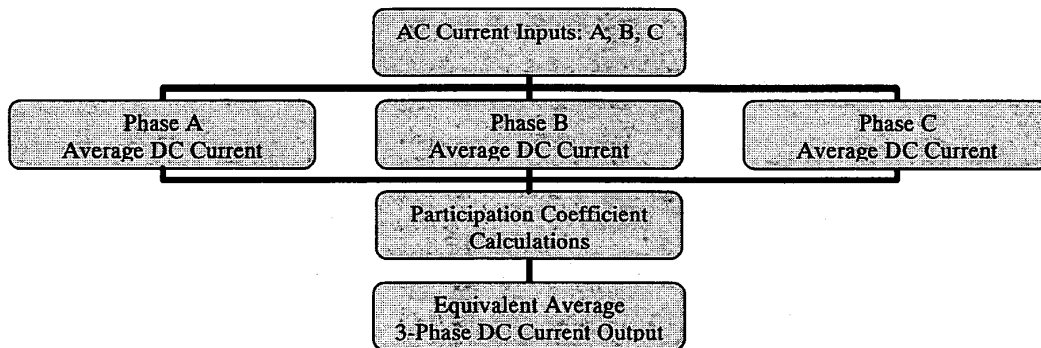 AC Current Inputs: A, B, C
Phase A
Average DC Current
Phase B
Average DC Current
Phase C
Average DC Current
Participation Coefficient
Calculations
Equivalent Average
3-Phase DC Current Output